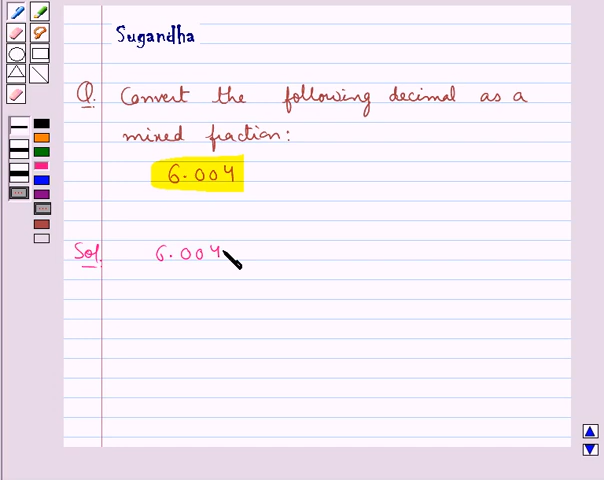 Sugandha
Q. Convert the following decimal as a
mixed fraction:
6.004
Sol. 6.004